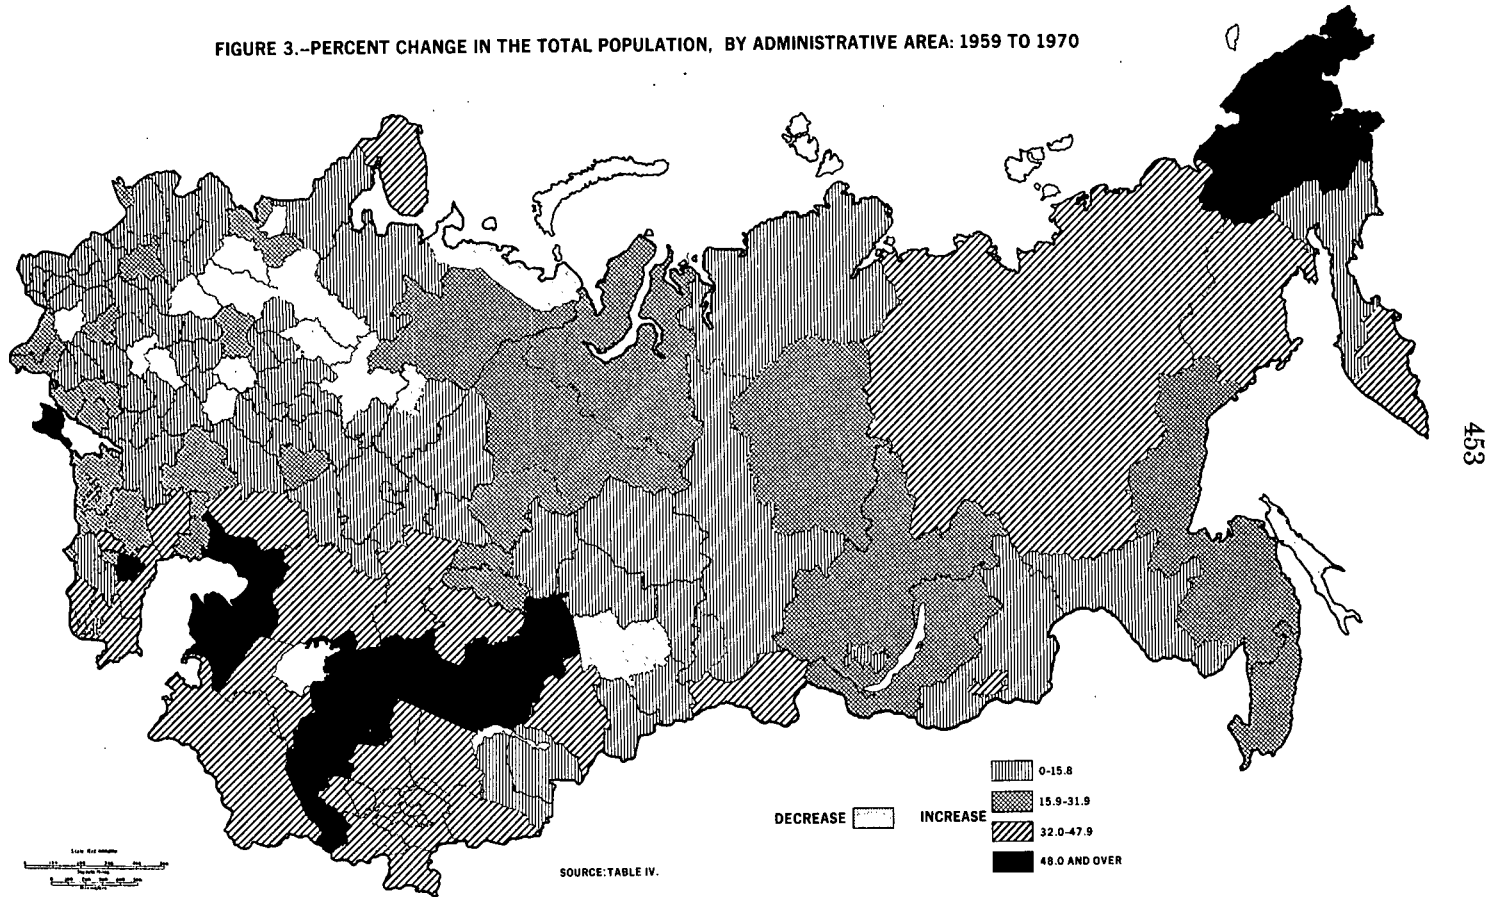 FIGURE 3.--PERCENT CHANGE IN THE TOTAL POPULATION, BY ADMINISTRATIVE AREA: 1959 TO 1970
453
DECREASE
INCREASE
0-15.8
15.9-31.9
32.0-47.9
48.0 AND OVER
SOURCE: TABLE IV.